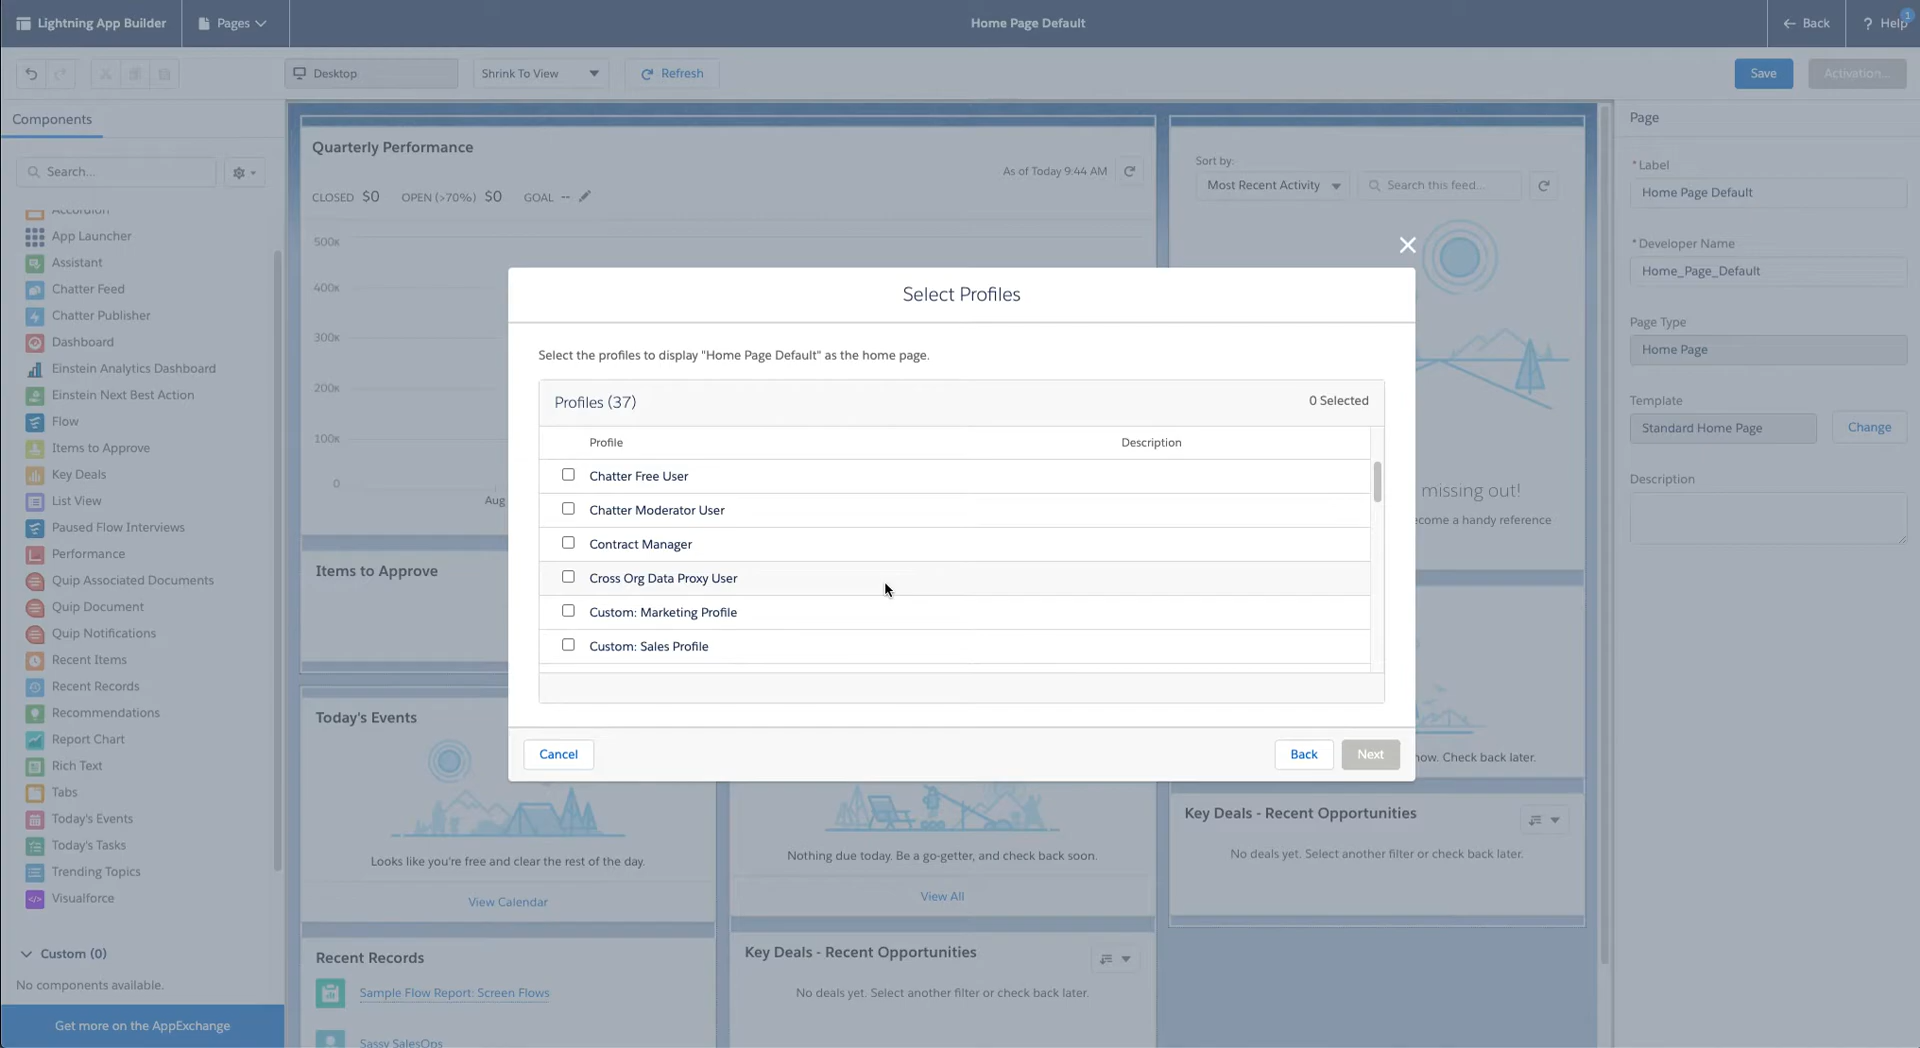 Lightning App Builder
Pages
Home Page Default
Back
? Help
1
Desktop
Shrink To View
Refresh
Save
Activation...
Components
Search...
Accordion
App Launcher
Assistant
Chatter Feed
Chatter Publisher
Dashboard
Einstein Analytics Dashboard
Einstein Next Best Action
Flow
Items to Approve
Key Deals
List View
Paused Flow Interviews
Performance
Quip Associated Documents
Quip Document
Quip Notifications
Recent Items
Recent Records
Recommendations
Report Chart
Rich Text
Tabs
Today's Events
Today's Tasks
Trending Topics
Visualforce
Custom (0)
No components available.
Get more on the AppExchange
Quarterly Performance
As of Today 9:44 AM
CLOSED $0 OPEN (>70%) $0 GOAL --
500K
400K
300K
200K
100K
0
Aug
Items to Approve
Today's Events
Looks like you're free and clear the rest of the day.
View Calendar
Recent Records
Sample Flow Report: Screen Flows
Sassy SalesOps
Nothing due today. Be a go-getter, and check back soon.
View All
Key Deals - Recent Opportunities
No deals yet. Select another filter or check back later.
Sort by:
Most Recent Activity
Search this feed...
missing out!
ecome a handy reference
now. Check back later.
Key Deals - Recent Opportunities
No deals yet. Select another filter or check back later.
Select Profiles
Select the profiles to display "Home Page Default" as the home page.
Profiles (37)
0 Selected
Profile Description
Chatter Free User
Chatter Moderator User
Contract Manager
Cross Org Data Proxy User
Custom: Marketing Profile
Custom: Sales Profile
Cancel
Back
Next
Page
*Label
Home Page Default
*Developer Name
Home_Page_Default
Page Type
Home Page
Template
Standard Home Page
Change
Description